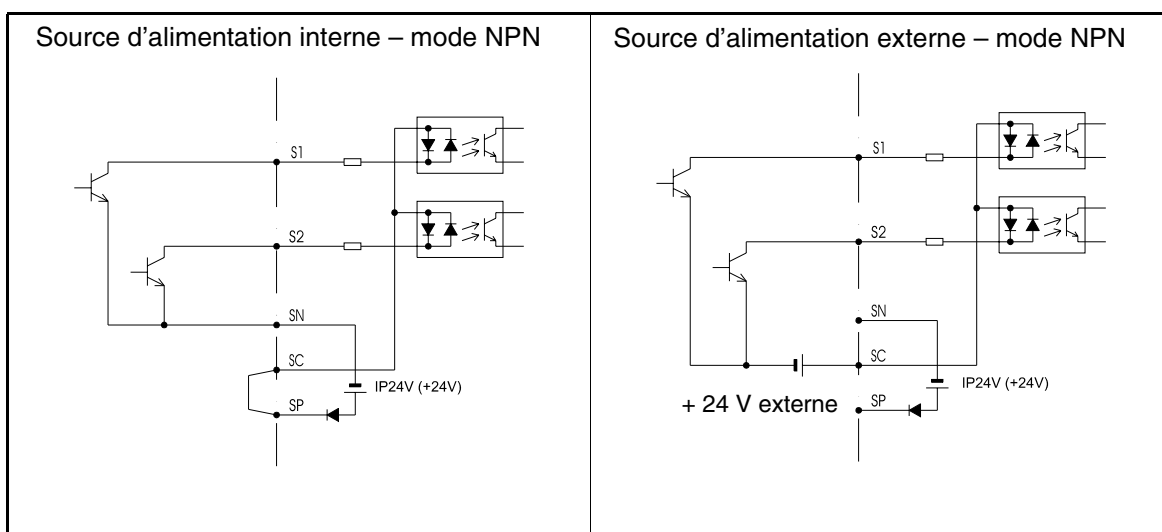 Source d'alimentation interne – mode NPN
S1
S2
SN
SC
IP24V (+24V)
SP
Source d'alimentation externe – mode NPN
S1
S2
SN
SC
IP24V (+24V)
+ 24 V externe
SP